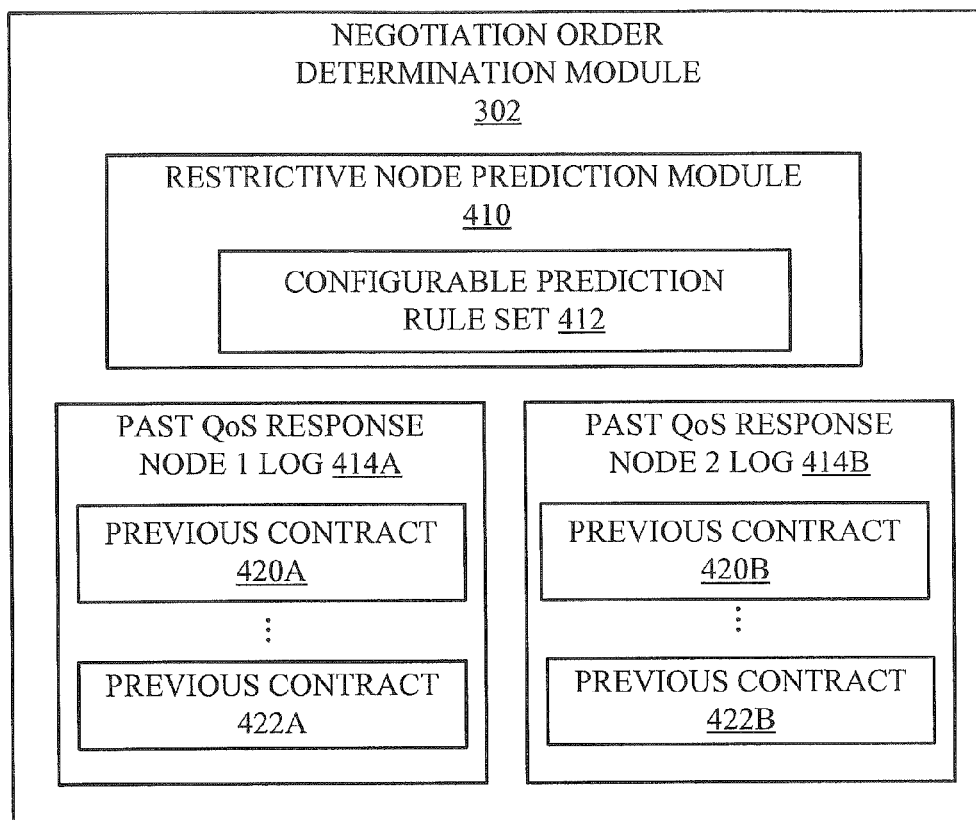 NEGOTIATION ORDER
DETERMINATION MODULE
302
RESTRICTIVE NODE PREDICTION MODULE
410
CONFIGURABLE PREDICTION
RULE SET 412
PAST QoS RESPONSE
NODE 1 LOG 414A
PREVIOUS CONTRACT
420A
⋮
PREVIOUS CONTRACT
422A
PAST QoS RESPONSE
NODE 2 LOG 414B
PREVIOUS CONTRACT
420B
⋮
PREVIOUS CONTRACT
422B